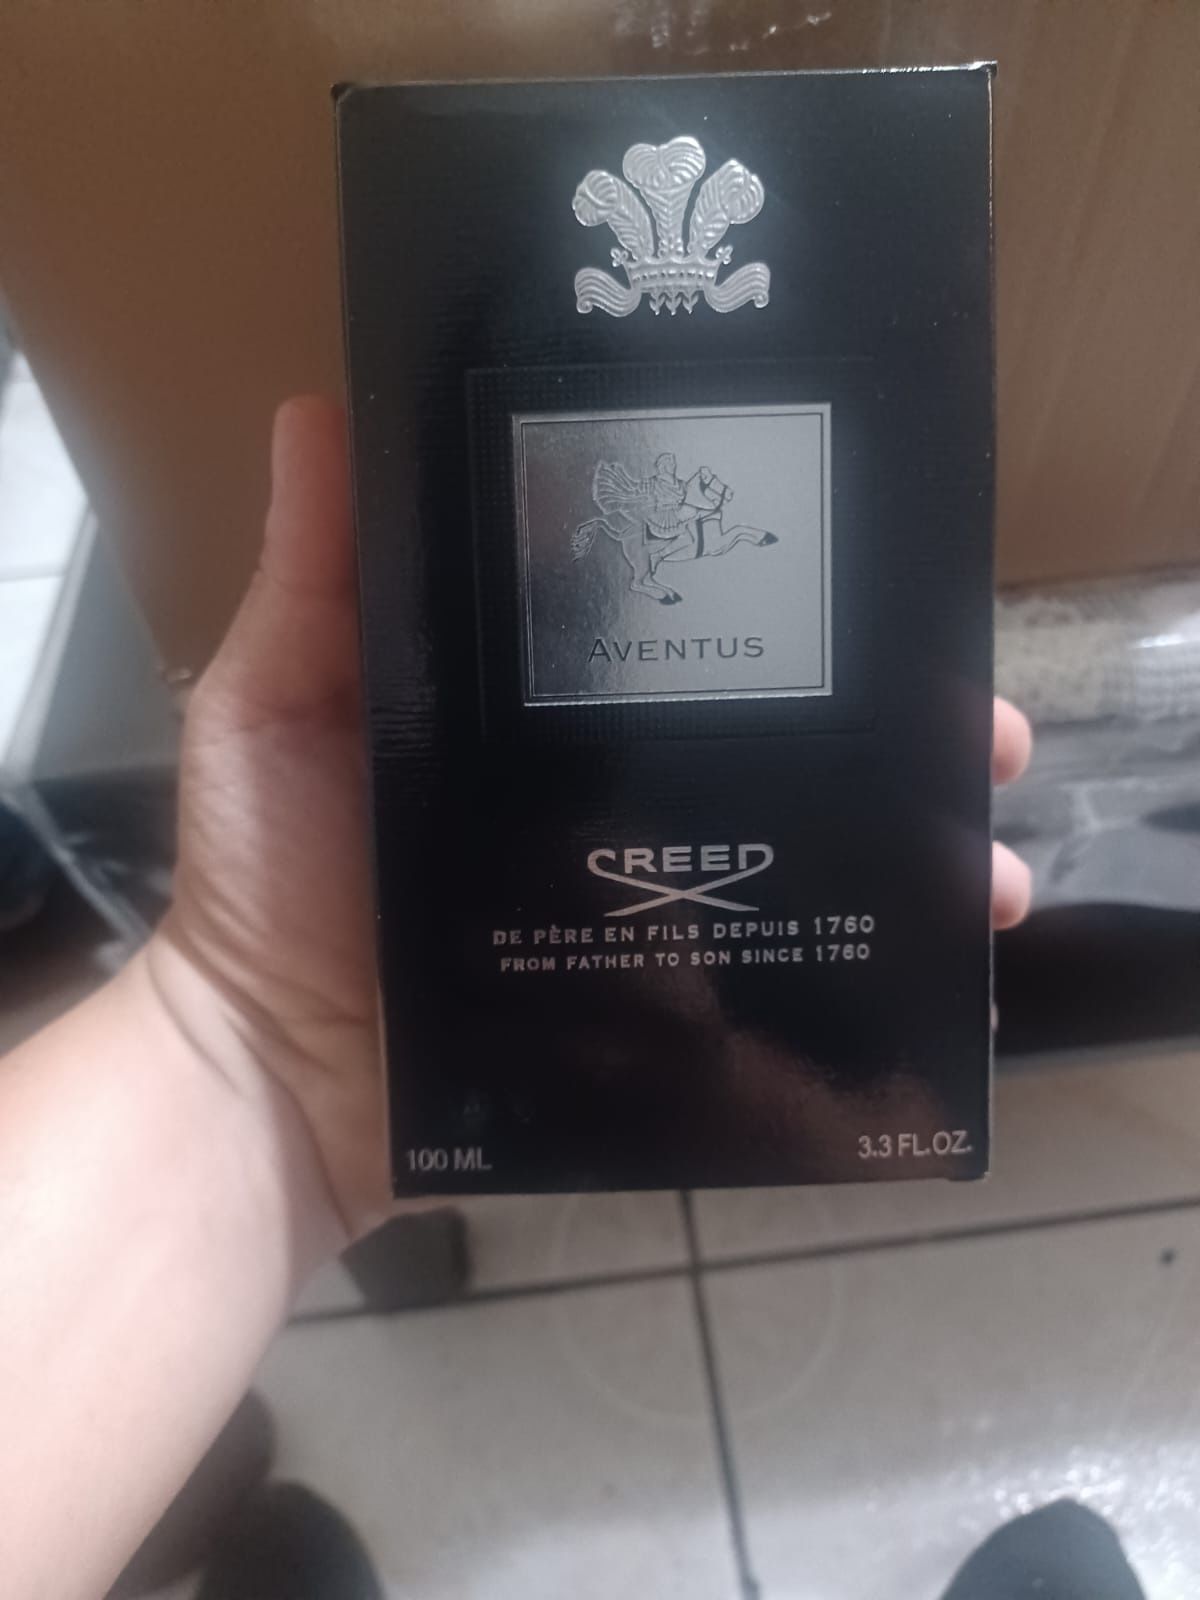 AVENTUS
CREED
DE PÈRE EN FILS DEPUIS 1760
FROM FATHER TO SON SINCE 1760
100 ML
3.3 FL.OZ.